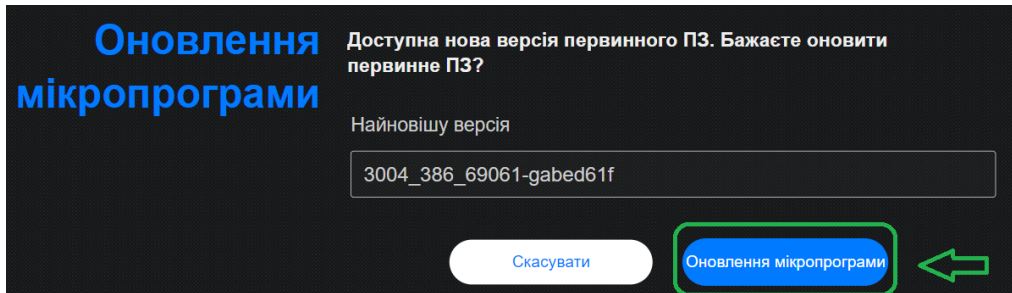 Оновлення
мікропрограми
Доступна нова версія первинного ПЗ. Бажаєте оновити
первинне ПЗ?
Найновішу версія
3004_386_69061-gabed61f
Скасувати
Оновлення мікропрограми